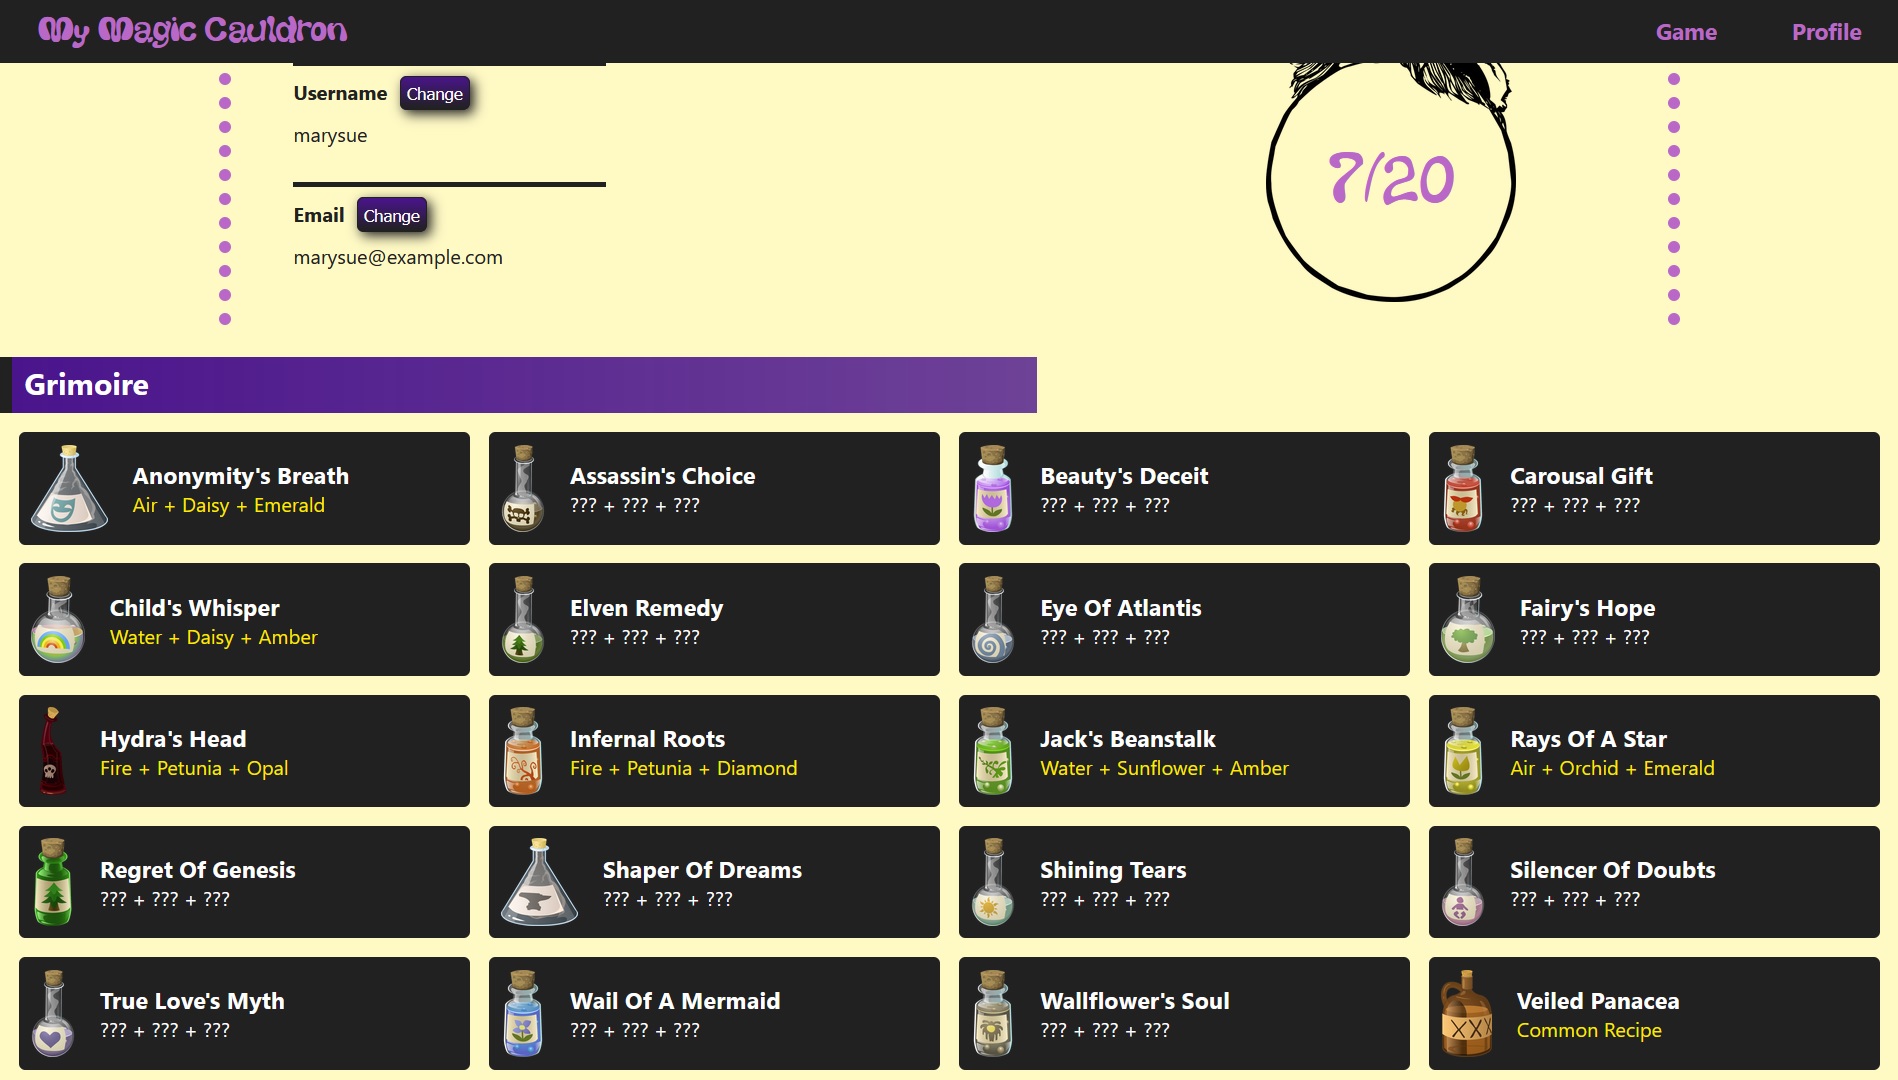 My Magic Cauldron
Game Profile
Username Change
marysue
7/20
Email Change
marysue@example.com
Grimoire
Anonymity's Breath
Air + Daisy + Emerald
Assassin's Choice
??? + ??? + ???
Beauty's Deceit
??? + ??? + ???
Carousal Gift
??? + ??? + ???
Child's Whisper
Water + Daisy + Amber
Elven Remedy
??? + ??? + ???
Eye Of Atlantis
??? + ??? + ???
Fairy's Hope
??? + ??? + ???
Hydra's Head
Fire + Petunia + Opal
Infernal Roots
Fire + Petunia + Diamond
Jack's Beanstalk
Water + Sunflower + Amber
Rays Of A Star
Air + Orchid + Emerald
Regret Of Genesis
??? + ??? + ???
Shaper Of Dreams
??? + ??? + ???
Shining Tears
??? + ??? + ???
Silencer Of Doubts
??? + ??? + ???
True Love's Myth
??? + ??? + ???
Wail Of A Mermaid
??? + ??? + ???
Wallflower's Soul
??? + ??? + ???
XXX
Veiled Panacea
Common Recipe